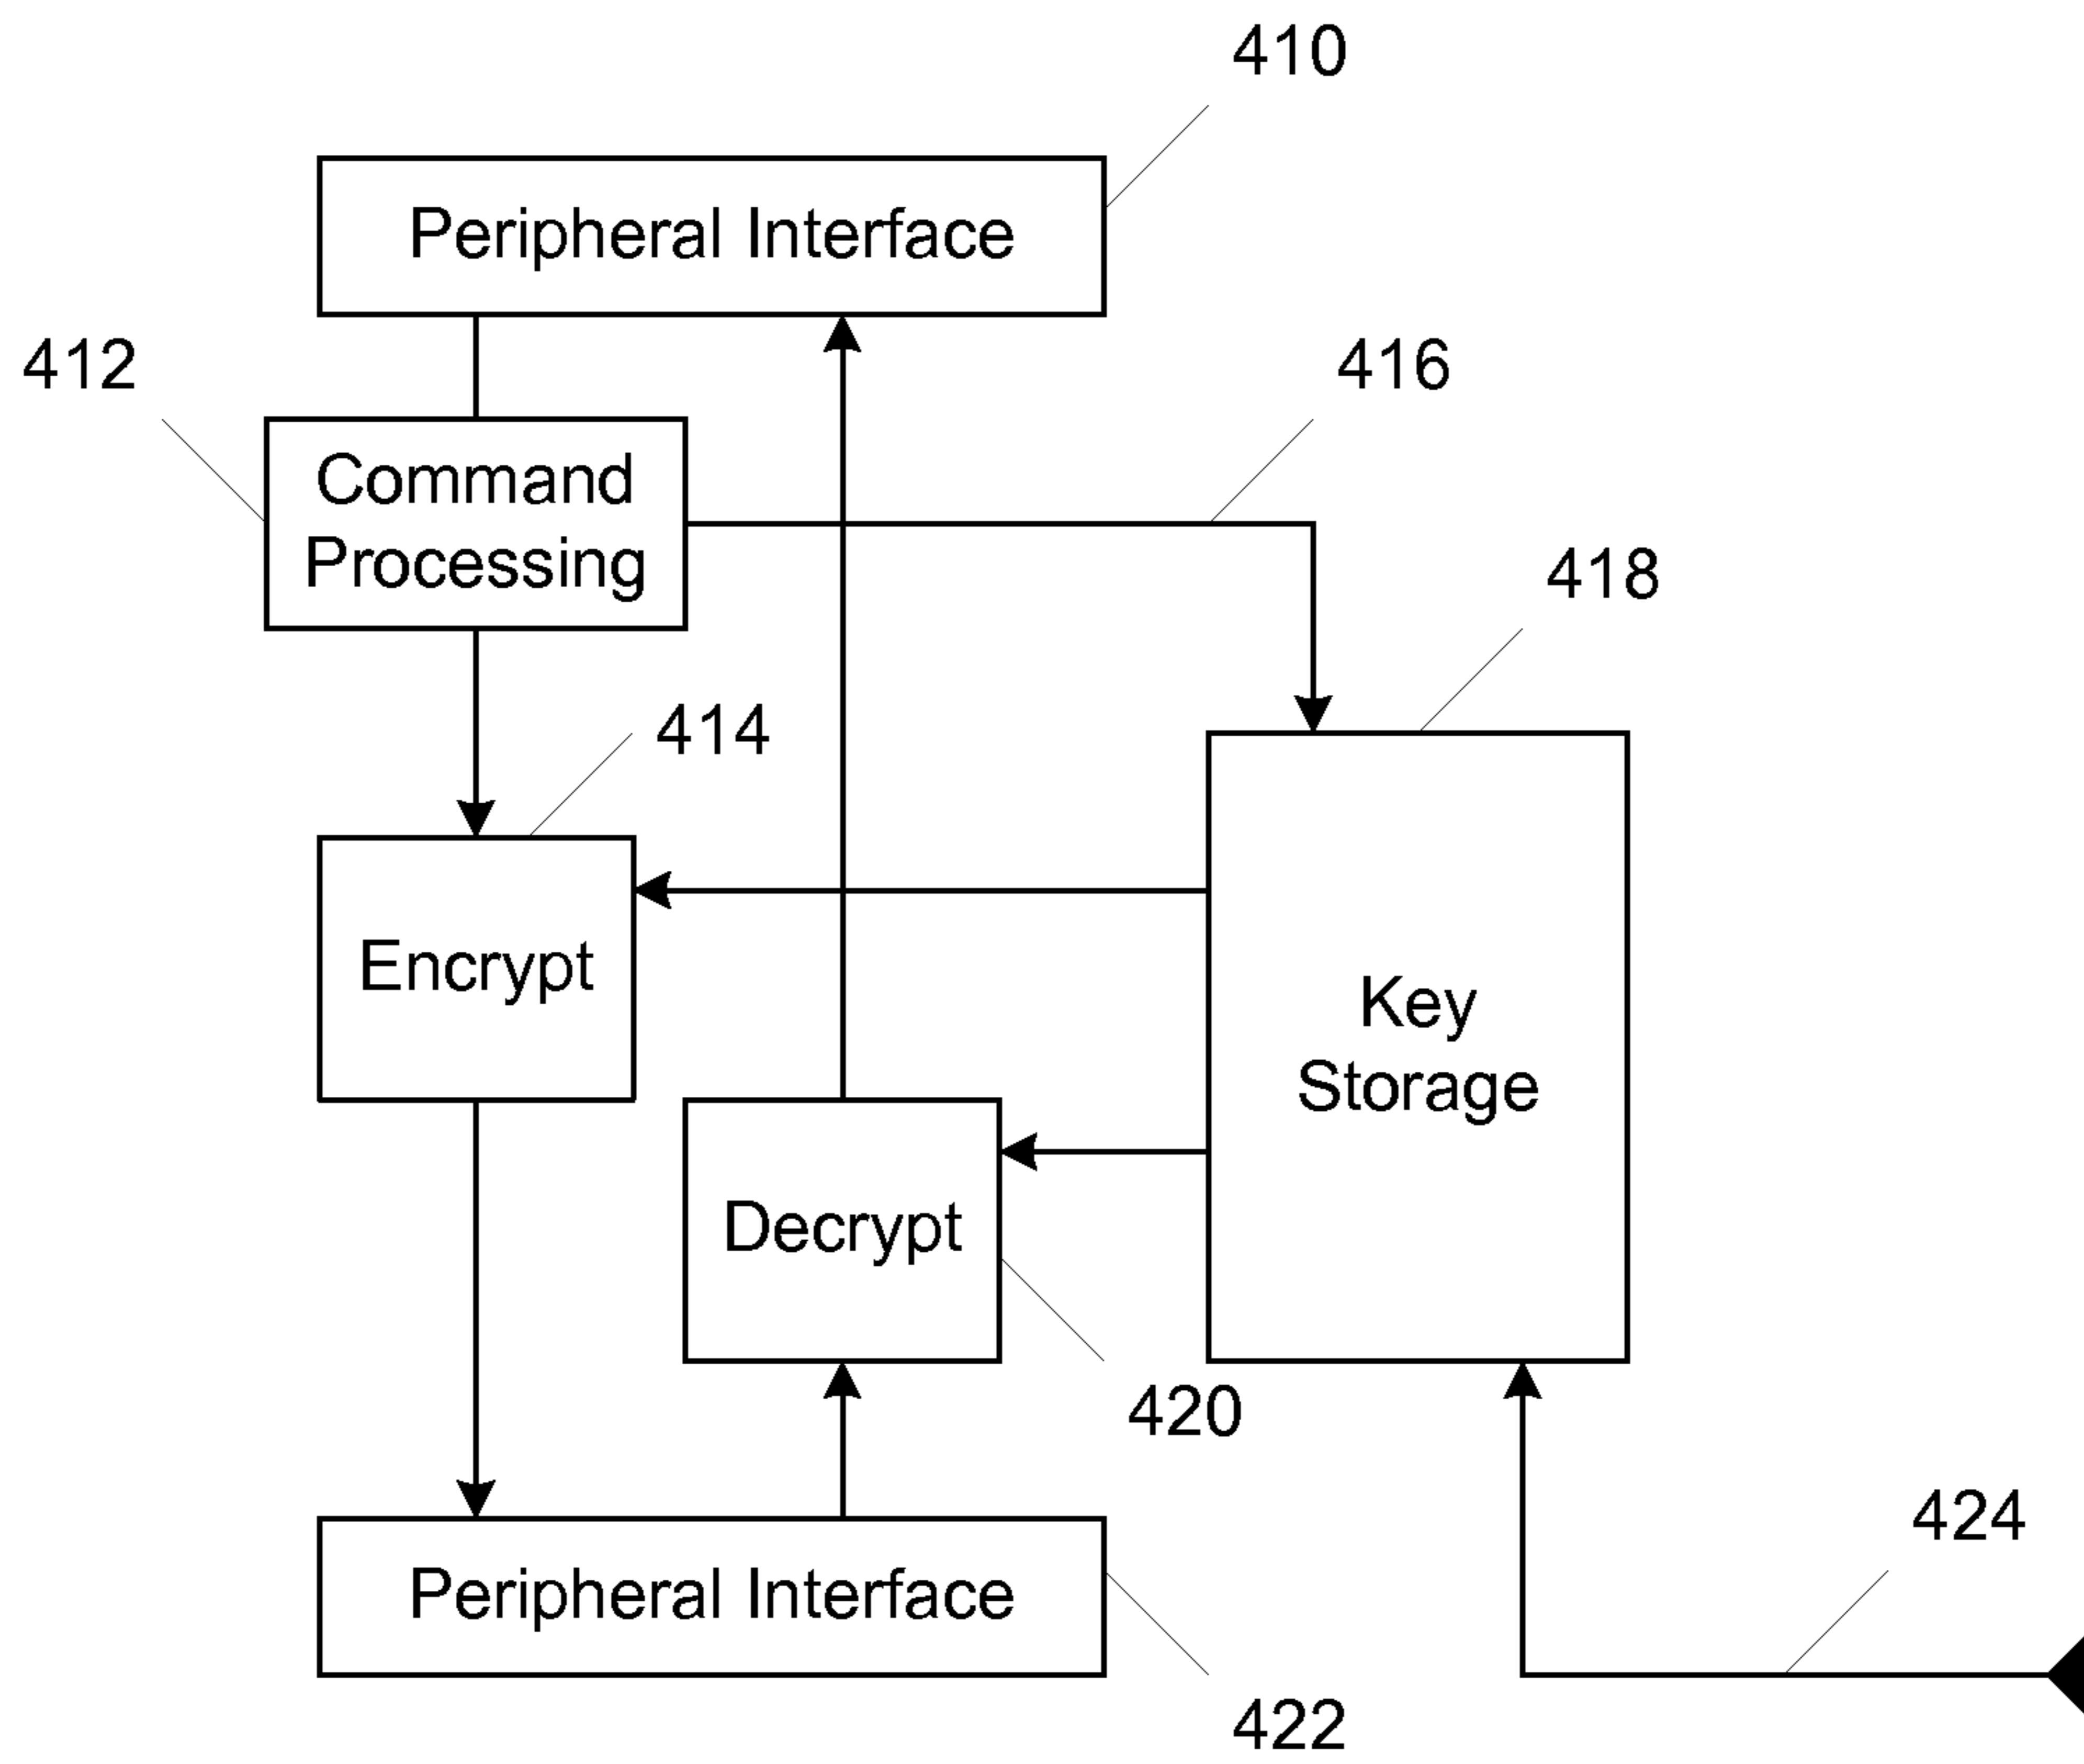 410
Peripheral Interface
412
416
Command
Processing
418
414
Encrypt
Key
Storage
Decrypt
420
424
Peripheral Interface
422